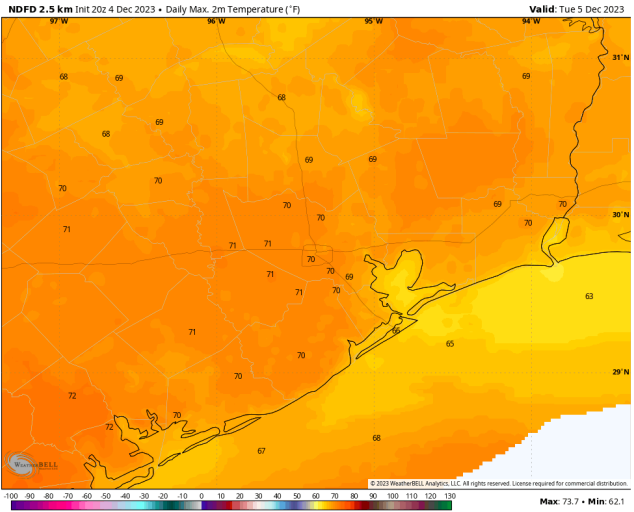 NDFD 2.5 km Init 20z 4 Dec 2023 • Daily Max. 2m Temperature (°F)
Valid: Tue 5 Dec 2023
97°W 96°W 95°W 94°W
31°N
68 69 69
68
69
68
69 69
70 70
70 69 70
70 70
30°N
71
71 71
70
70 69
71
71 70
63
66
71 65
70
29°N
70
72
70
72
68
67
WEATHERBELL
© 2023 WeatherBELL Analytics, LLC. All rights reserved. License required for commercial distribution.
-100 -90 -80 -70 -60 -50 -40 -30 -20 -10 0 10 20 30 40 50 60 70 80 90 100 110 120 130
Max: 73.7 • Min: 62.1